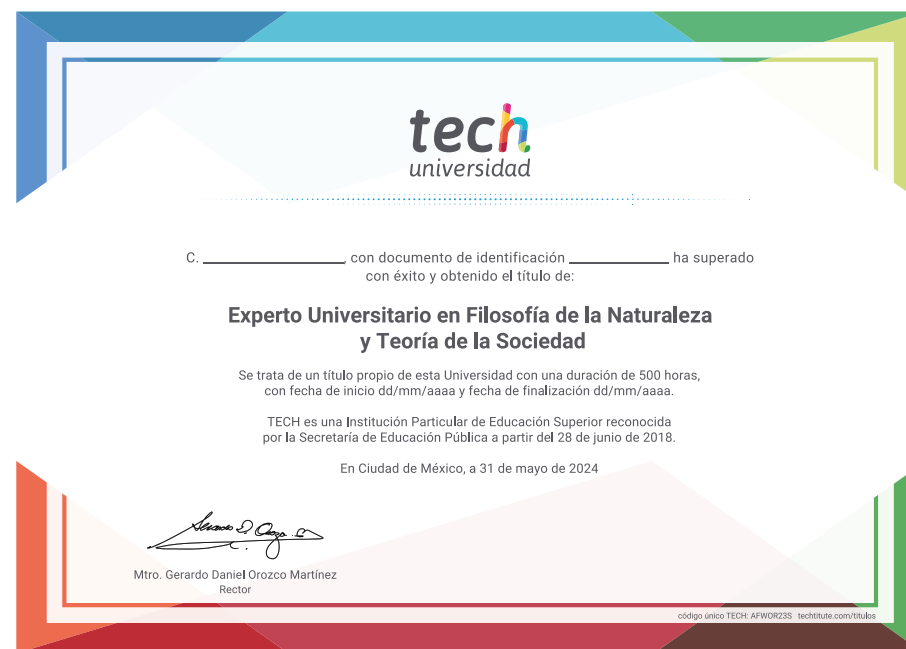 tech
universidad
C. ____________________, con documento de identificación ______________ ha superado
con éxito y obtenido el título de:
Experto Universitario en Filosofía de la Naturaleza
y Teoría de la Sociedad
Se trata de un título propio de esta Universidad con una duración de 500 horas,
con fecha de inicio dd/mm/aaaa y fecha de finalización dd/mm/aaaa.
TECH es una Institución Particular de Educación Superior reconocida
por la Secretaría de Educación Pública a partir del 28 de junio de 2018.
En Ciudad de México, a 31 de mayo de 2024
Mtro. Gerardo Daniel Orozco Martínez
Rector
código único TECH: AFWOR23S techtitute.com/titulos